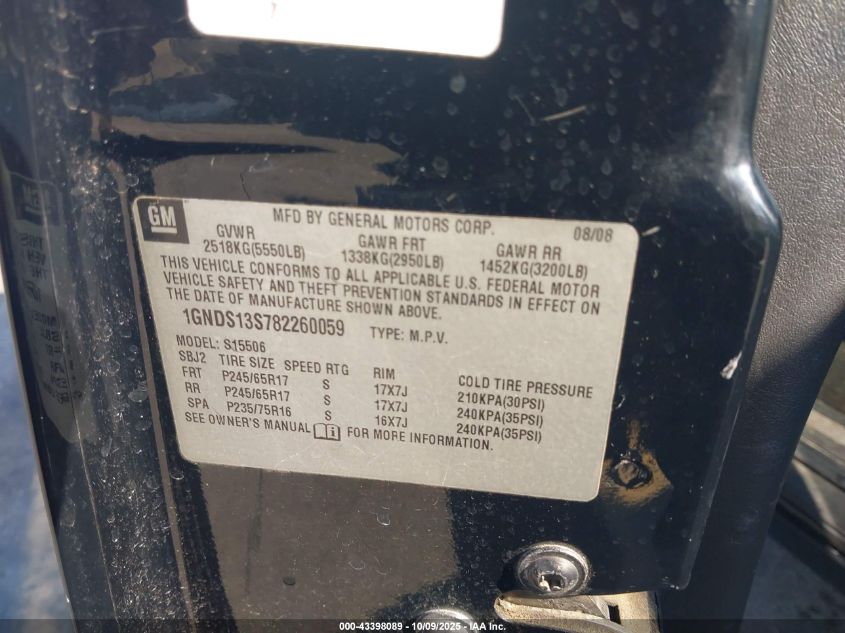 GM
MFD BY GENERAL MOTORS CORP. 08/08
GVWR GAWR FRT GAWR RR
2518KG(5550LB) 1338KG(2950LB) 1452KG(3200LB)
THIS VEHICLE CONFORMS TO ALL APPLICABLE U.S. FEDERAL MOTOR
VEHICLE SAFETY AND THEFT PREVENTION STANDARDS IN EFFECT ON
THE DATE OF MANUFACTURE SHOWN ABOVE.
1GNDS13S782260059 TYPE: M.P.V.
MODEL: S15506
SBJ2 TIRE SIZE SPEED RTG RIM COLD TIRE PRESSURE
FRT P245/65R17 S 17X7J 210KPA(30PSI)
RR P245/65R17 S 17X7J 240KPA(35PSI)
SPA P235/75R16 S 16X7J 240KPA(35PSI)
SEE OWNER'S MANUAL FOR MORE INFORMATION.
000-43398089 - 10/09/2025 - IAA Inc.